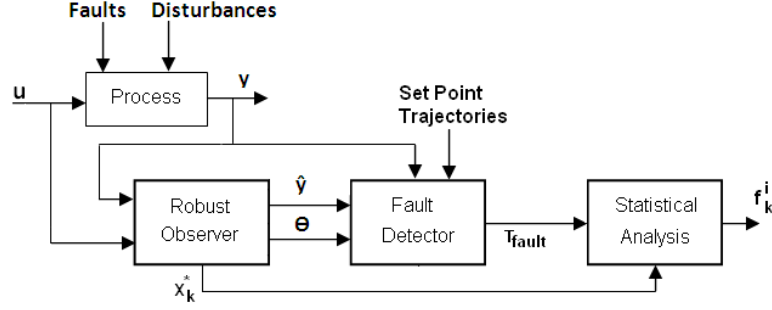 Faults Disturbances
u
Process
y
Set Point
Trajectories
Robust
Observer
ŷ
ϴ
Fault
Detector
T_fault
Statistical
Analysis
f_k^i
x_k^*